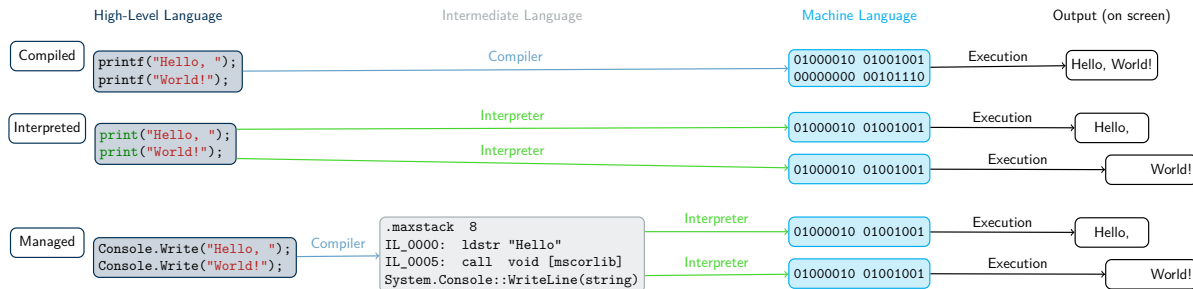 High-Level Language
Intermediate Language
Machine Language
Output (on screen)
Compiled
printf("Hello, ");
printf("World!");
Compiler
01000010 01001001
00000000 00101110
Execution
Hello, World!
Interpreted
print("Hello, ");
print("World!");
Interpreter
01000010 01001001
Execution
Hello,
Interpreter
01000010 01001001
Execution
World!
Managed
Console.Write("Hello, ");
Console.Write("World!");
Compiler
.maxstack 8
IL_0000: ldstr "Hello"
IL_0005: call void [mscorlib]
System.Console::WriteLine(string)
Interpreter
01000010 01001001
Execution
Hello,
Interpreter
01000010 01001001
Execution
World!